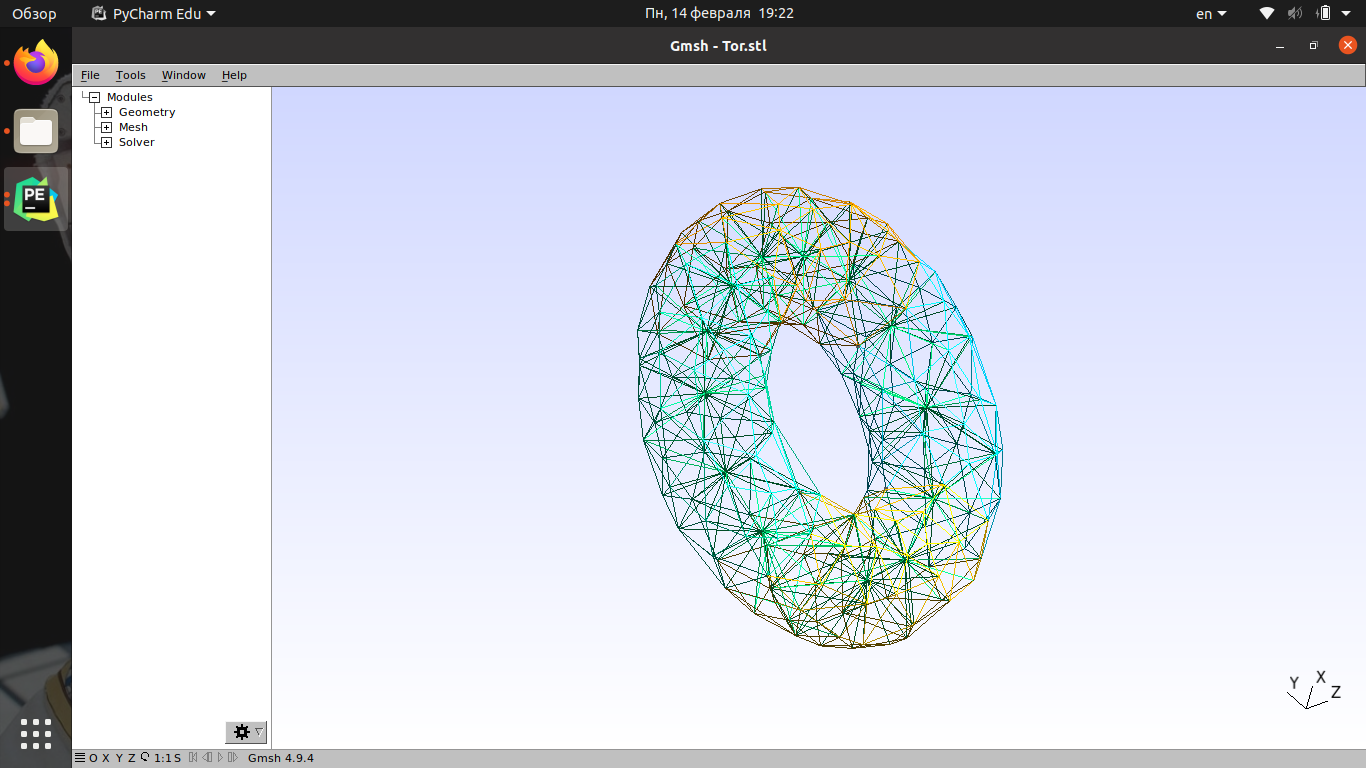 Обзор PyCharm Edu Пн, 14 февраля 19:22 en
Gmsh - Tor.stl
File Tools Window Help
Modules
Geometry
Mesh
Solver
PE
Y X Z
O X Y Z 1:1 S Gmsh 4.9.4